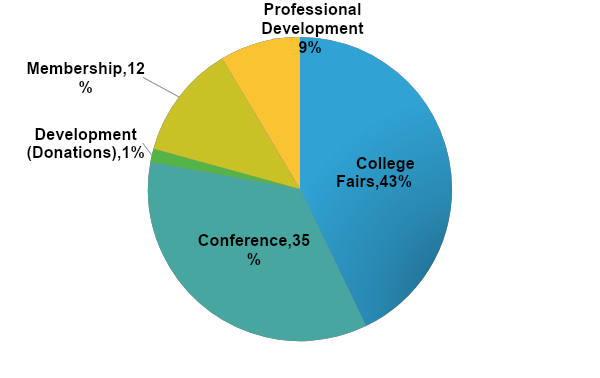 Professional
Development
9%
Membership,12
%
Development
(Donations),1%
College
Fairs,43%
Conference,35
%